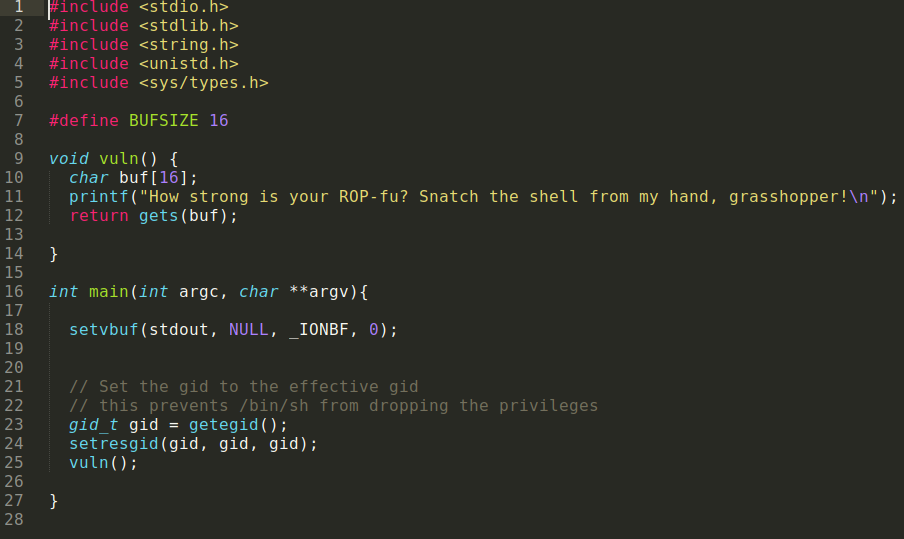 1 #include <stdio.h>
2 #include <stdlib.h>
3 #include <string.h>
4 #include <unistd.h>
5 #include <sys/types.h>
6
7 #define BUFSIZE 16
8
9 void vuln() {
10   char buf[16];
11   printf("How strong is your ROP-fu? Snatch the shell from my hand, grasshopper!\n");
12   return gets(buf);
13
14 }
15
16 int main(int argc, char **argv){
17
18   setvbuf(stdout, NULL, _IONBF, 0);
19
20
21   // Set the gid to the effective gid
22   // this prevents /bin/sh from dropping the privileges
23   gid_t gid = getegid();
24   setresgid(gid, gid, gid);
25   vuln();
26
27 }
28